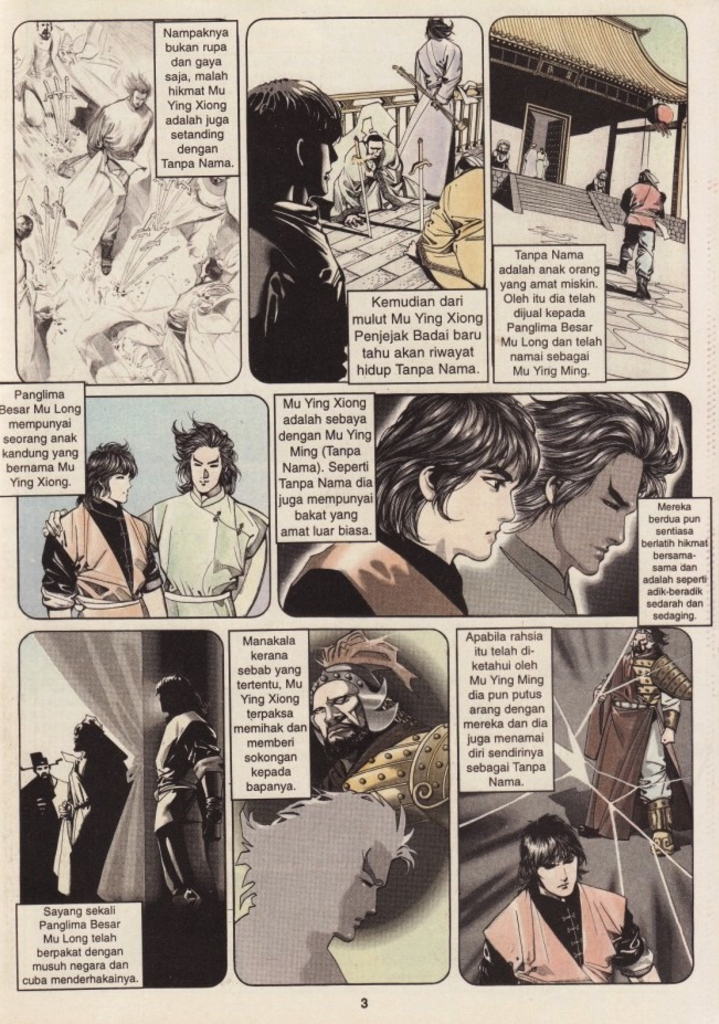 Nampaknya
bukan rupa
dan gaya
saja, malah
hikmat Mu
Ying Xiong
adalah juga
setanding
dengan
Tanpa Nama.
Kemudian dari
mulut Mu Ying Xiong
Penjejak Badai baru
tahu akan riwayat
hidup Tanpa Nama.
Tanpa Nama
adalah anak orang
yang amat miskin.
Oleh itu dia telah
dijual kepada
Panglima Besar
Mu Long dan telah
namai sebagai
Mu Ying Ming.
Panglima
Besar Mu Long
mempunyai
seorang anak
kandung yang
bernama Mu
Ying Xiong.
Mu Ying Xiong
adalah sebaya
dengan Mu Ying
Ming (Tanpa
Nama). Seperti
Tanpa Nama dia
juga mempunyai
bakat yang
amat luar biasa.
Mereka
berdua pun
sentiasa
berlatih hikmat
bersama-
sama dan
adalah seperti
adik-beradik
sedarah dan
sedaging.
Sayang sekali
Panglima Besar
Mu Long telah
berpakat dengan
musuh negara dan
cuba menderhakainya.
Manakala
kerana
sebab yang
tertentu, Mu
Ying Xiong
terpaksa
memihak dan
memberi
sokongan
kepada
bapanya.
Apabila rahsia
itu telah di-
ketahui oleh
Mu Ying Ming
dia pun putus
arang dengan
mereka dan dia
juga menamai
diri sendirinya
sebagai Tanpa
Nama.
3